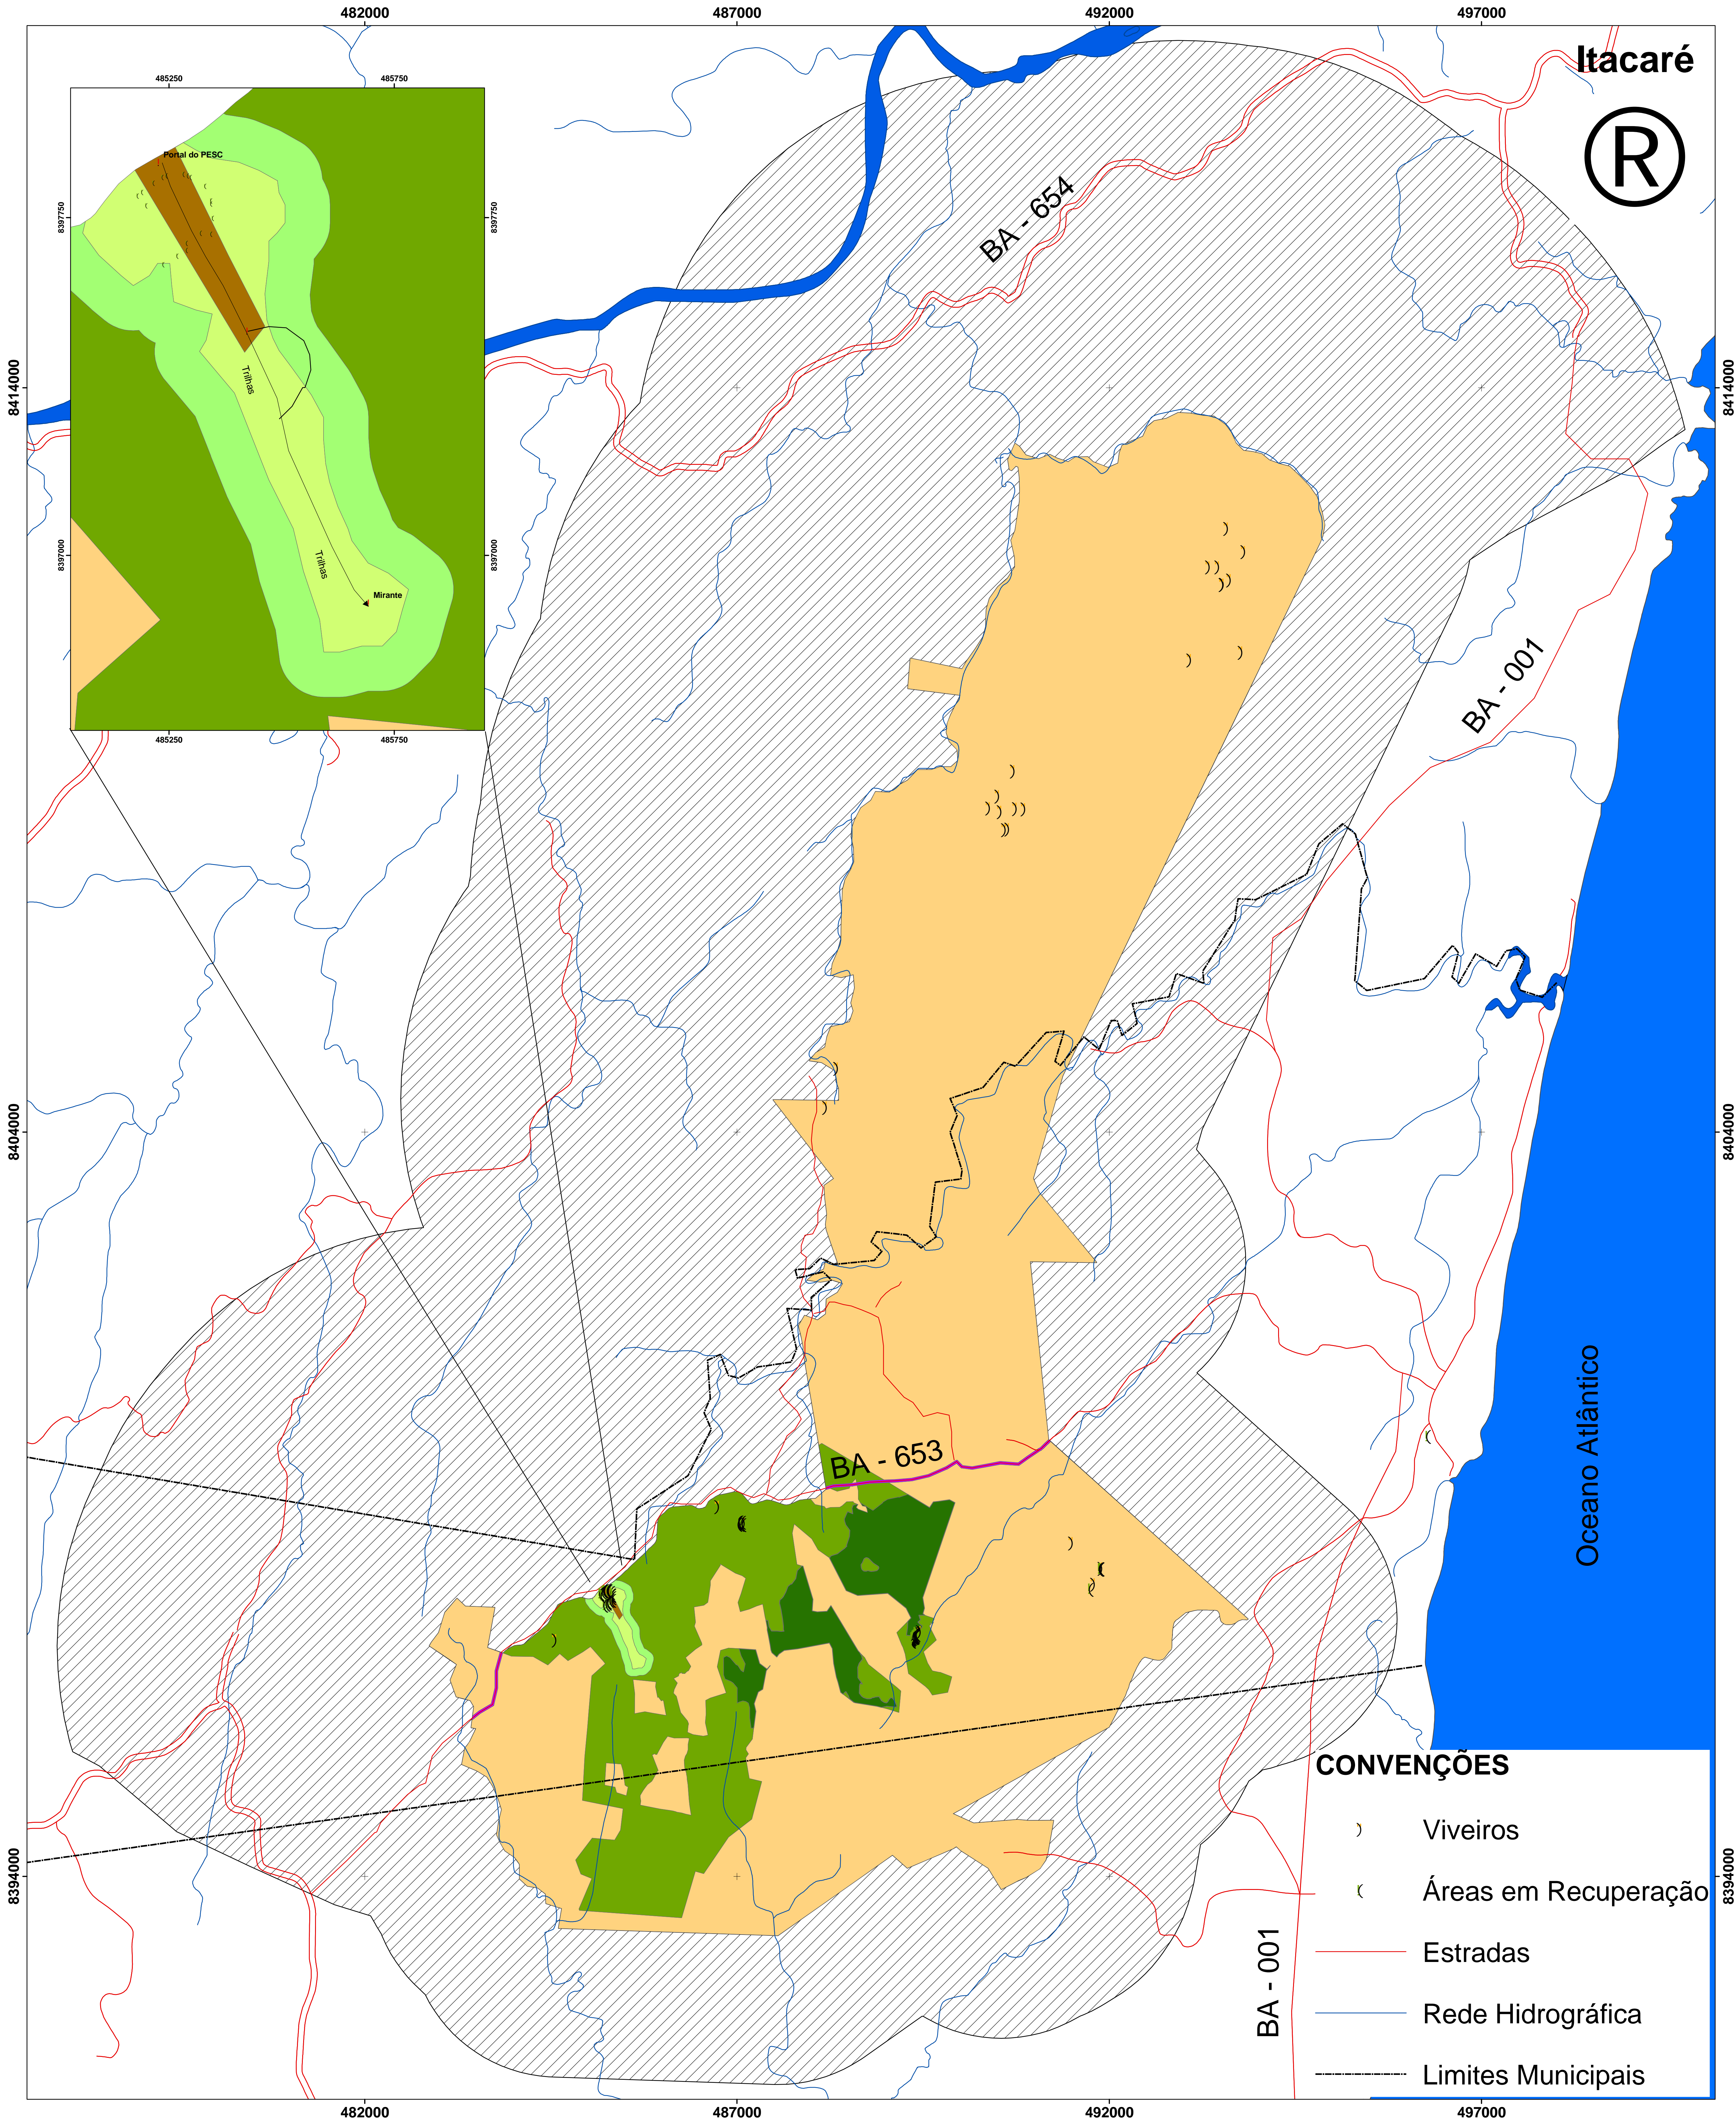 482000
487000
492000
497000
Itacaré
®
485250
485750
Portal do PESC
8397750
8397750
BA - 654
Trilhas
8414000
8414000
8397000
8397000
Trilhas
Mirante
485250
485750
BA - 001
8404000
8404000
BA - 653
Oceano Atlântico
CONVENÇÕES
Viveiros
Áreas em Recuperação
8394000
8394000
Estradas
BA - 001
Rede Hidrográfica
Limites Municipais
482000
487000
492000
497000